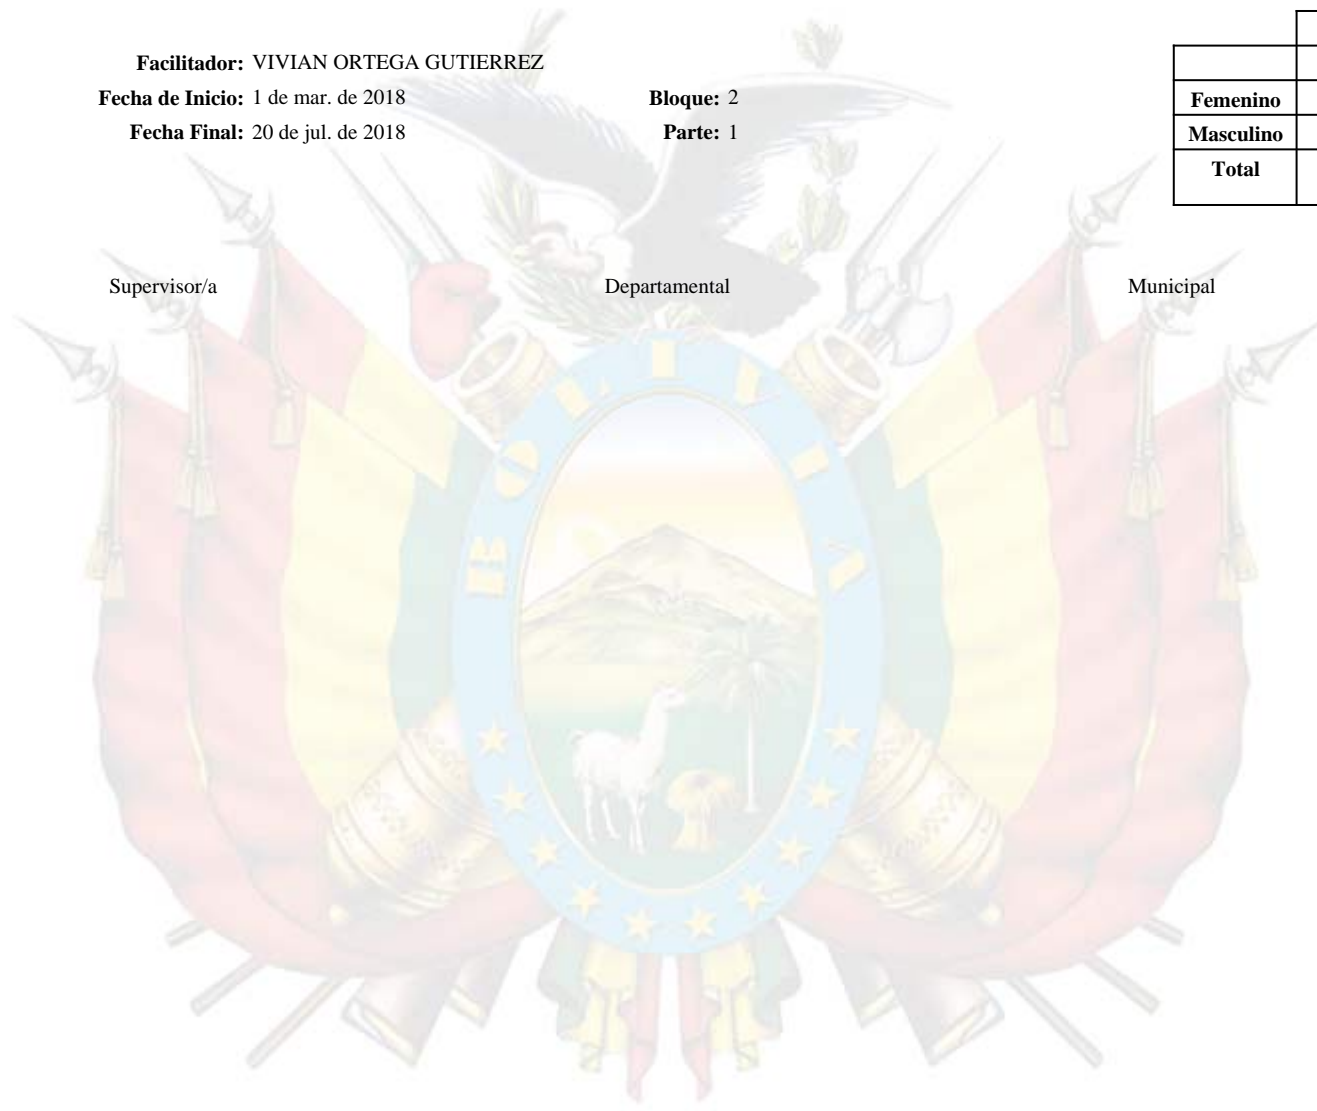 Facilitador: VIVIAN ORTEGA GUTIERREZ
Fecha de Inicio: 1 de mar. de 2018 Bloque: 2
Fecha Final: 20 de jul. de 2018 Parte: 1
Femenino
Masculino
Total
Supervisor/a Departamental Municipal
BOLIVIA